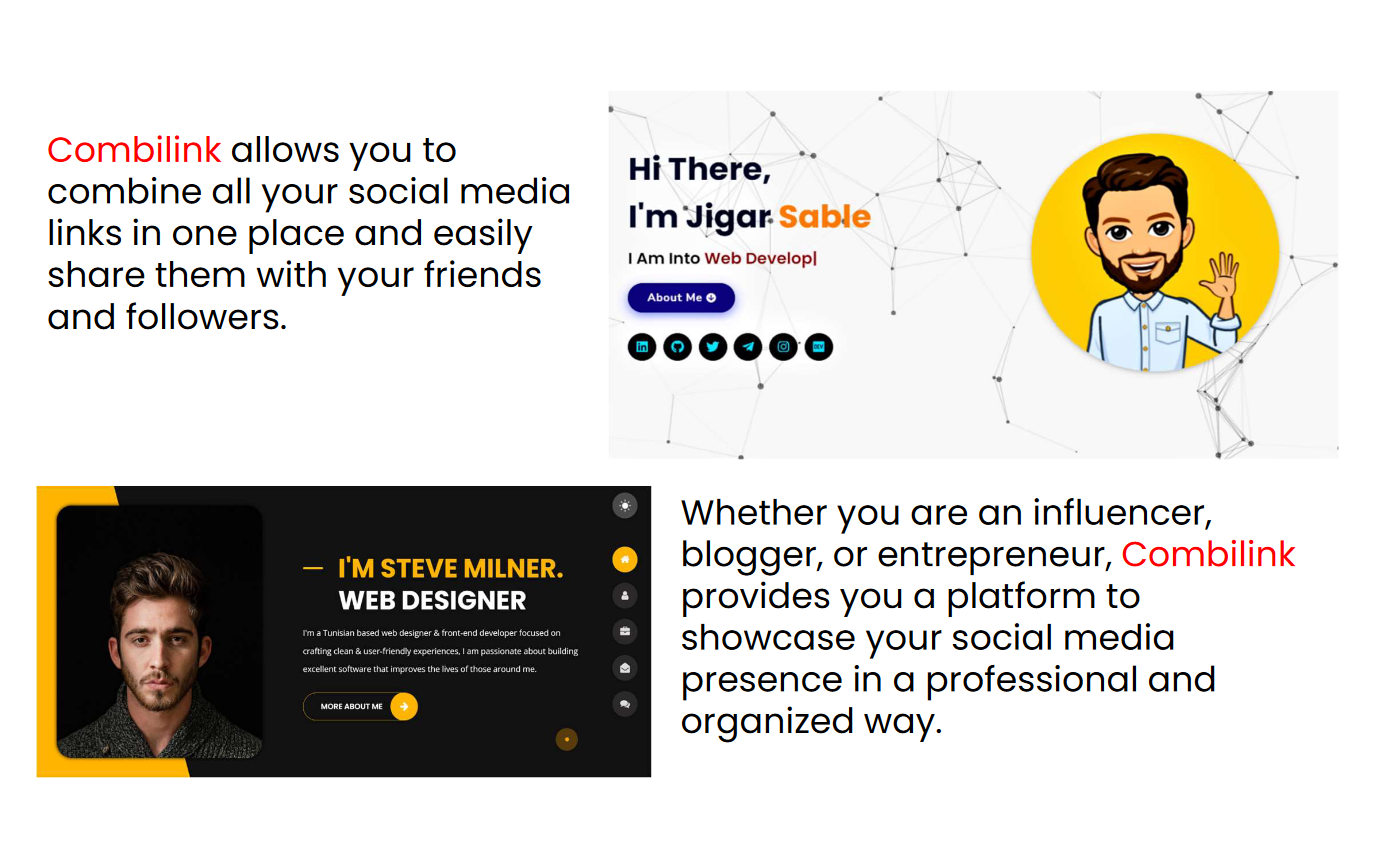 Combilink allows you to
combine all your social media
links in one place and easily
share them with your friends
and followers.
Hi There,
I'm Jigar Sable
I Am Into Web Develop|
About Me
DEV
I'M STEVE MILNER.
WEB DESIGNER
I'm a Tunisian based web designer & front-end developer focused on
crafting clean & user-friendly experiences, I am passionate about building
excellent software that improves the lives of those around me.
MORE ABOUT ME
Whether you are an influencer,
blogger, or entrepreneur, Combilink
provides you a platform to
showcase your social media
presence in a professional and
organized way.